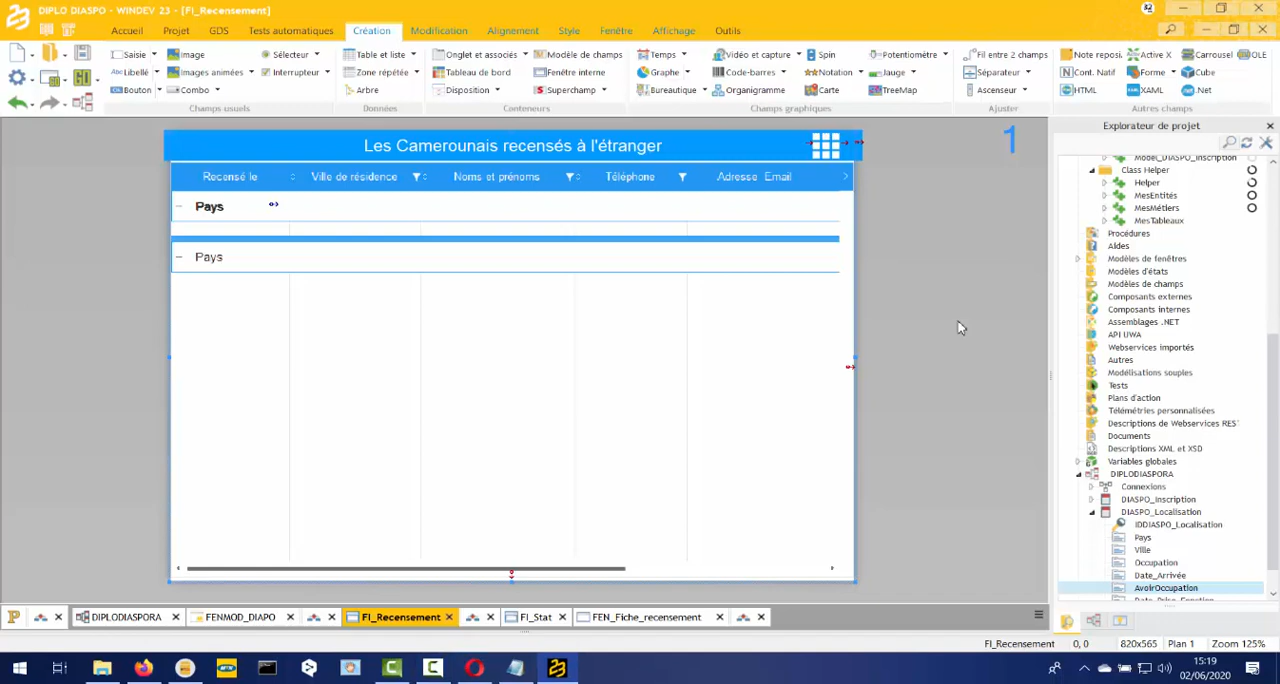 DIPLO DIASPO - WINDEV 23 - [FI_Recensement]
Accueil Projet GDS Tests automatiques Création Modification Alignement Style Fenêtre Affichage Outils
Saisie Image Sélecteur Table et liste Onglet et associés Modèle de champs Temps Vidéo et capture Spin Potentiomètre Fil entre 2 champs Note reposi. Active X Carrousel OLE
Libellé Images animées Interrupteur Zone répétée Tableau de bord Fenêtre interne Graphe Code-barres Notation Jauge Séparateur Cont. Natif Forme Cube
GO Bouton Combo Arbre Disposition Superchamp Bureautique Organigramme Carte TreeMap Ascenseur HTML XAML .Net
Champs usuels Données Conteneurs Champs graphiques Ajuster Autres champs
Explorateur de projet
Les Camerounais recensés à l'étranger
1
Recensé le Ville de résidence Noms et prénoms Téléphone Adresse Email
Pays
Pays
Model_DIASPO_Inscription
Class Helper
Helper
MesEntités
MesMétiers
MesTableaux
Procédures
Aides
Modèles de fenêtres
Modèles d'états
Modèles de champs
Composants externes
Composants internes
Assemblages .NET
API UWA
Webservices importés
Autres
Modélisations souples
Tests
Plans d'action
Télémétries personnalisées
Descriptions de Webservices RES
Documents
Descriptions XML et XSD
Variables globales
DIPLODIASPORA
Connexions
DIASPO_Inscription
DIASPO_Localisation
IDDIASPO_Localisation
Pays
Ville
Occupation
Date_Arrivée
AvoirOccupation
DIPLODIASPORA FENMOD_DIAPO FI_Recensement FI_Stat FEN_Fiche_recensement
FI_Recensement 0, 0 820x565 Plan 1 Zoom 125%
15:19
02/06/2020